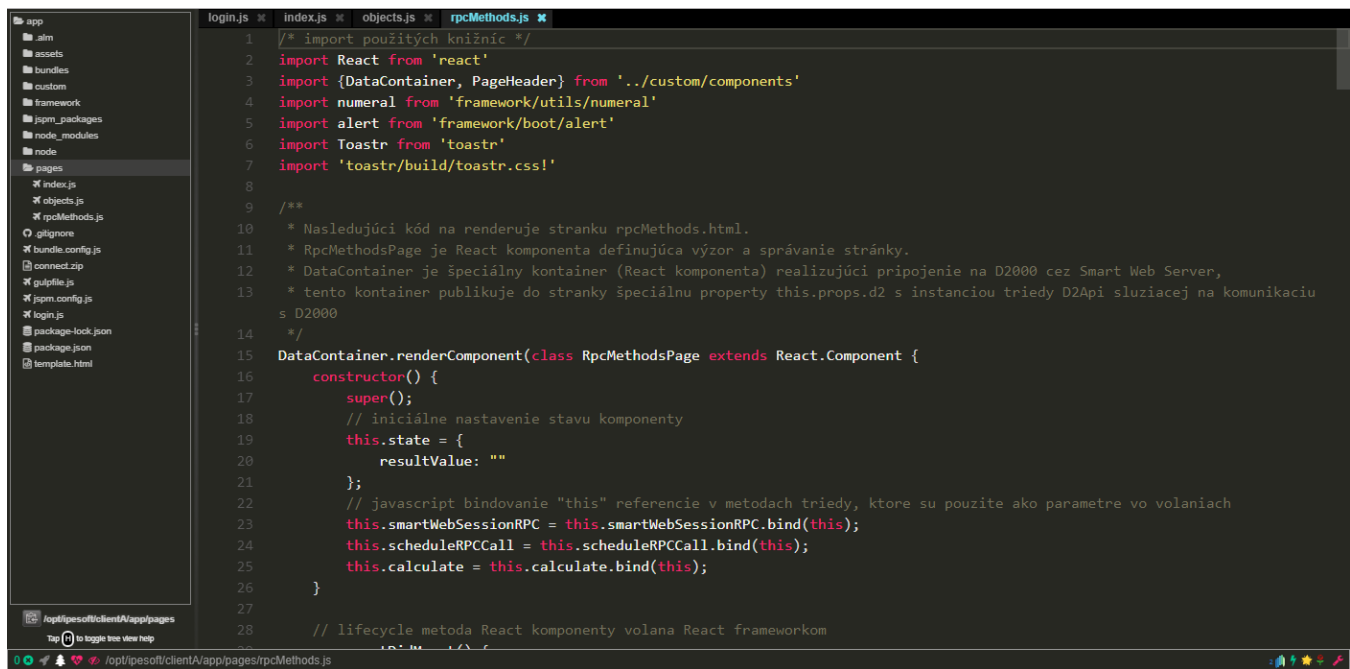 app
.alm
assets
bundles
custom
framework
jspm_packages
node_modules
node
pages
index.js
objects.js
rpcMethods.js
.gitignore
bundle.config.js
connect.zip
gulpfile.js
jspm.config.js
login.js
package-lock.json
package.json
template.html
/opt/ipesoft/clientA/app/pages
Tap H to toggle tree view help
login.js index.js objects.js rpcMethods.js
1 /* import použitých knižníc */
2 import React from 'react'
3 import {DataContainer, PageHeader} from '../custom/components'
4 import numeral from 'framework/utils/numeral'
5 import alert from 'framework/boot/alert'
6 import Toastr from 'toastr'
7 import 'toastr/build/toastr.css!'
8
9 /**
10 * Nasledujúci kód na renderuje stranku rpcMethods.html.
11 * RpcMethodsPage je React komponenta definujúca výzor a správanie stránky.
12 * DataContainer je špeciálny kontainer (React komponenta) realizujúci pripojenie na D2000 cez Smart Web Server,
13 * tento kontainer publikuje do stranky špeciálnu property this.props.d2 s instanciou triedy D2Api sluziacej na komunikaciu
s D2000
14 */
15 DataContainer.renderComponent(class RpcMethodsPage extends React.Component {
16 constructor() {
17 super();
18 // iniciálne nastavenie stavu komponenty
19 this.state = {
20 resultValue: ""
21 };
22 // javascript bindovanie "this" referencie v metodach triedy, ktore su pouzite ako parametre vo volaniach
23 this.smartWebSessionRPC = this.smartWebSessionRPC.bind(this);
24 this.scheduleRPCCall = this.scheduleRPCCall.bind(this);
25 this.calculate = this.calculate.bind(this);
26 }
27
28 // lifecycle metoda React komponenty volana React frameworkom
0 /opt/ipesoft/clientA/app/pages/rpcMethods.js